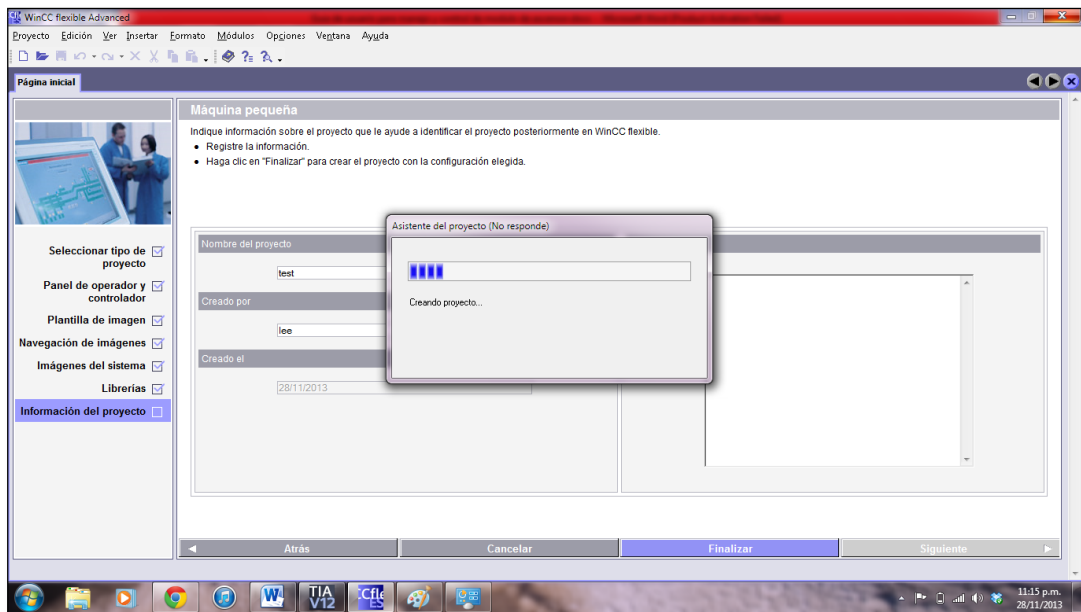 WinCC flexible Advanced
Proyecto Edición Ver Insertar Formato Módulos Opciones Ventana Ayuda
Página inicial
Máquina pequeña
Indique información sobre el proyecto que le ayude a identificar el proyecto posteriormente en WinCC flexible.
• Registre la información.
• Haga clic en "Finalizar" para crear el proyecto con la configuración elegida.
Seleccionar tipo de
proyecto
Panel de operador y
controlador
Plantilla de imagen
Navegación de imágenes
Imágenes del sistema
Librerías
Información del proyecto
Nombre del proyecto
test
Creado por
lee
Creado el
28/11/2013
Asistente del proyecto (No responde)
Creando proyecto...
Atrás
Cancelar
Finalizar
Siguiente
TIA
V12
11:15 p.m.
28/11/2013